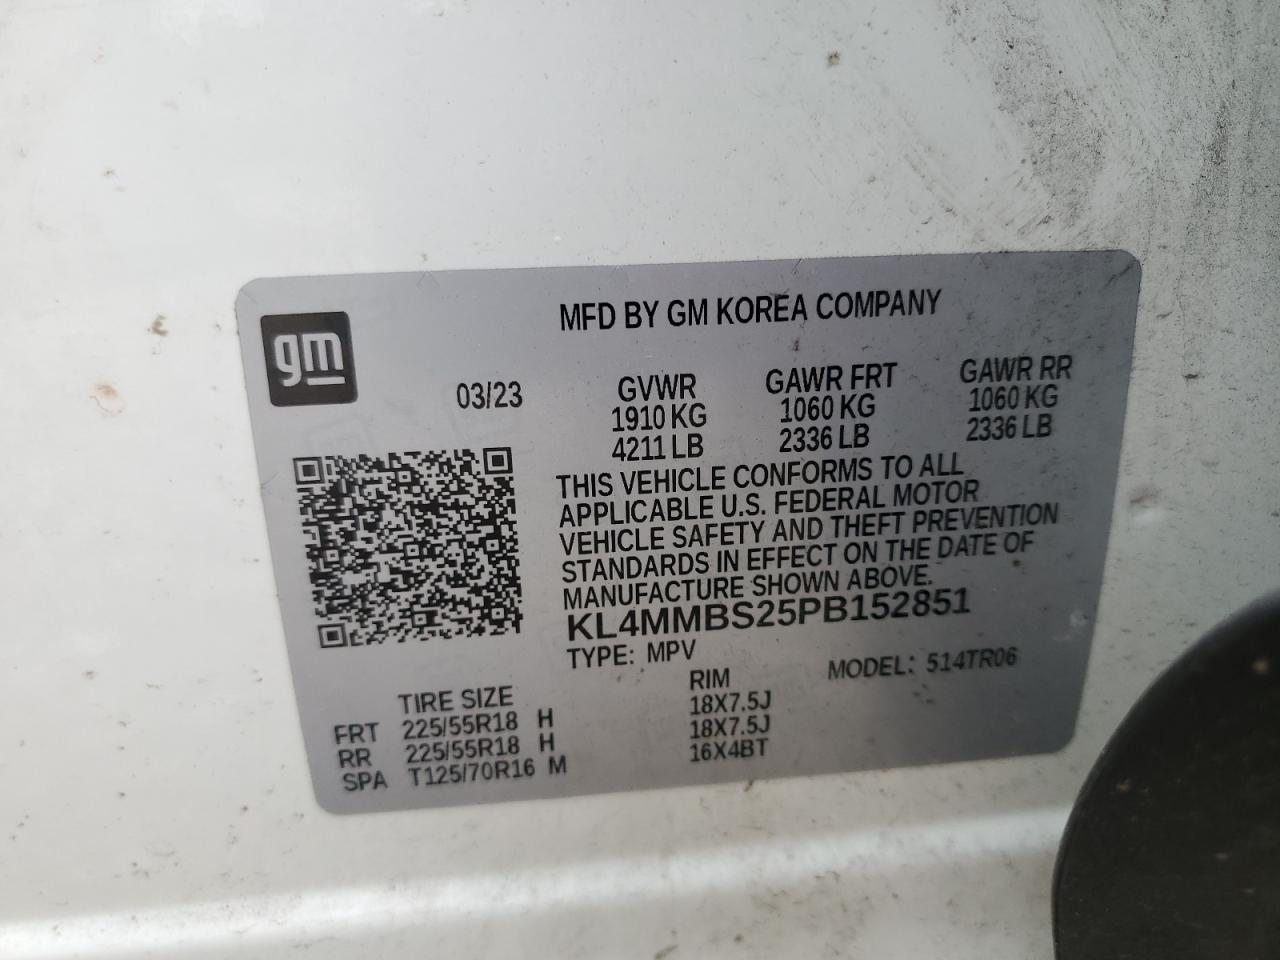 MFD BY GM KOREA COMPANY
gm
03/23
GVWR GAWR FRT GAWR RR
1910 KG 1060 KG 1060 KG
4211 LB 2336 LB 2336 LB
THIS VEHICLE CONFORMS TO ALL
APPLICABLE U.S. FEDERAL MOTOR
VEHICLE SAFETY AND THEFT PREVENTION
STANDARDS IN EFFECT ON THE DATE OF
MANUFACTURE SHOWN ABOVE.
KL4MMBS25PB152851
TYPE: MPV MODEL: 514TR06
TIRE SIZE RIM
FRT 225/55R18 H 18X7.5J
RR 225/55R18 H 18X7.5J
SPA T125/70R16 M 16X4BT